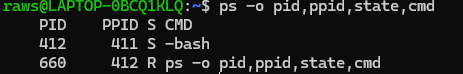 raws@LAPTOP-0BCQ1KLQ:~$ ps -o pid,ppid,state,cmd
PID PPID S CMD
412 411 S -bash
660 412 R ps -o pid,ppid,state,cmd